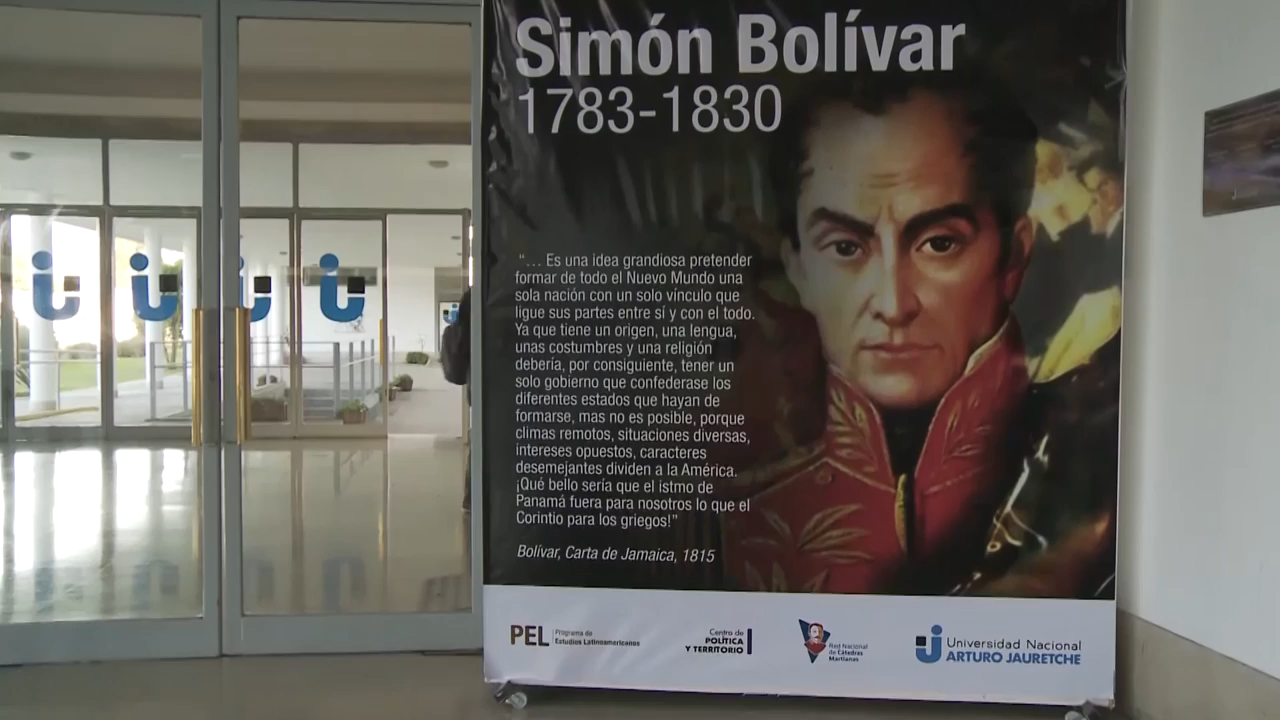 Simón Bolívar
1783-1830
“... Es una idea grandiosa pretender
formar de todo el Nuevo Mundo una
sola nación con un solo vínculo que
ligue sus partes entre sí y con el todo.
Ya que tiene un origen, una lengua,
unas costumbres y una religión
debería, por consiguiente, tener un
solo gobierno que confederase los
diferentes estados que hayan de
formarse, mas no es posible, porque
climas remotos, situaciones diversas,
intereses opuestos, caracteres
desemejantes dividen a la América.
¡Qué bello sería que el istmo de
Panamá fuera para nosotros lo que el
Corintio para los griegos!”
Bolívar, Carta de Jamaica, 1815
PEL
Programa de
Estudios Latinoamericanos
Centro de
POLÍTICA
Y TERRITORIO
Red Nacional
de Cátedras
Martianas
Universidad Nacional
ARTURO JAURETCHE